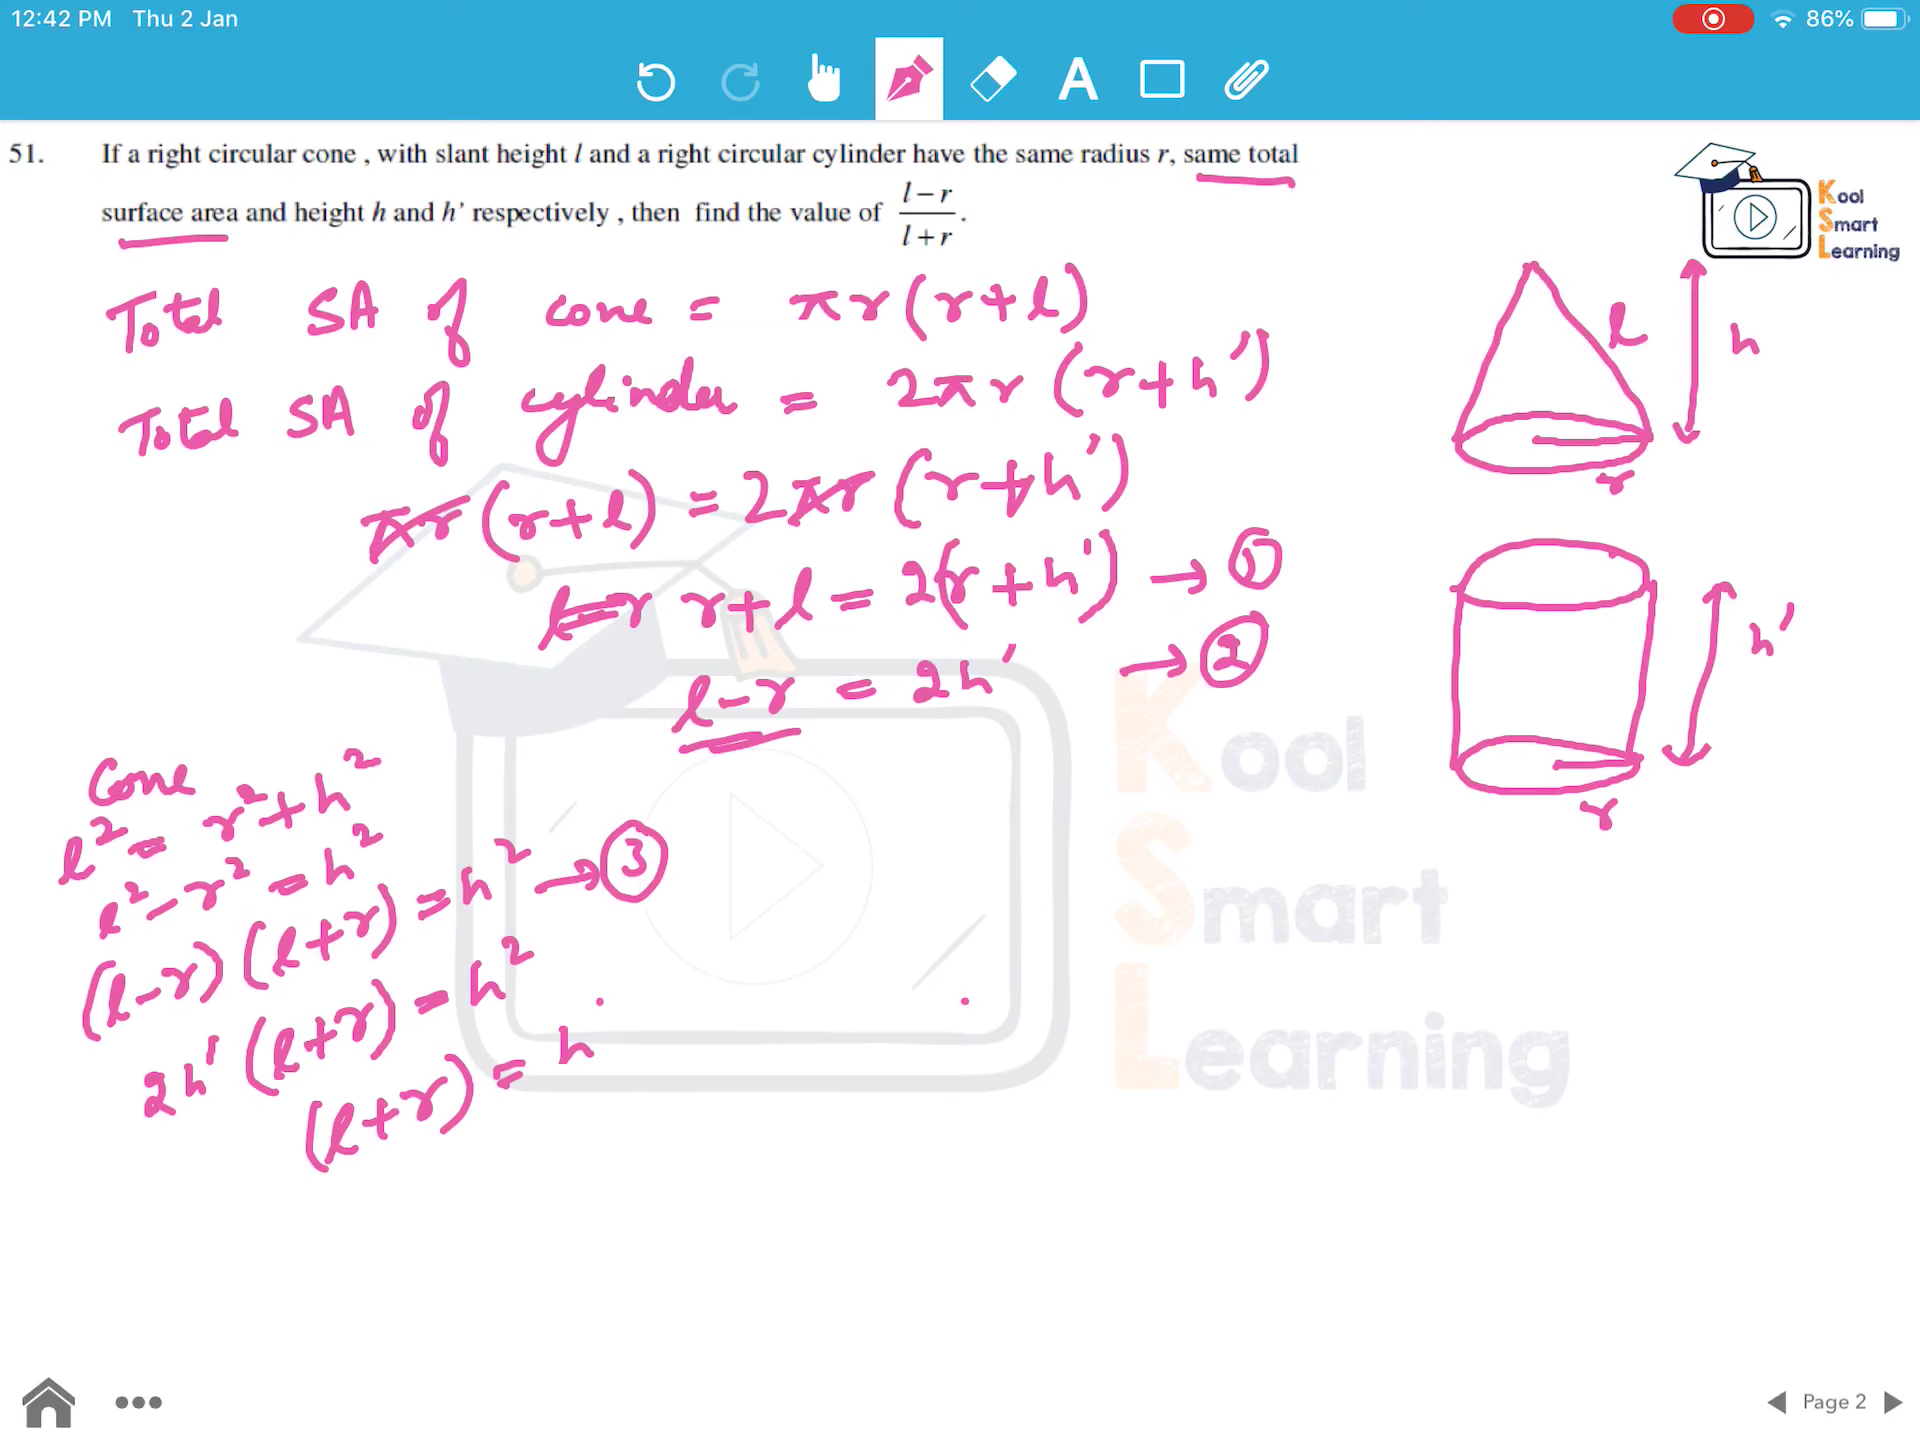 12:42 PM Thu 2 Jan
86%
A
51. If a right circular cone , with slant height l and a right circular cylinder have the same radius r, same total
surface area and height h and h' respectively , then find the value of (l−r)/(l+r).
Kool
Smart
Learning
Total SA of cone = πr(r+l)
Total SA of cylinder = 2πr(r+h')
πr(r+l) = 2πr(r+h')
l−r r+l = 2(r+h') → ①
l−r = 2h' → ②
Cone
l² = r²+h²
l²−r² = h²
(l−r)(l+r) = h² → ③
2h'(l+r) = h²
(l+r) = h
l
h
r
h'
r
Kool
Smart
Learning
Page 2